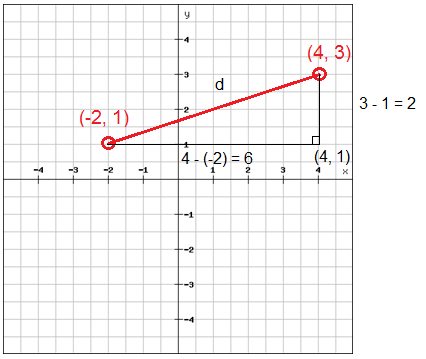 y
4
(4, 3)
3
d
2
3 - 1 = 2
(-2, 1)
1
4 - (-2) = 6
(4, 1)
x
-4 -3 -2 -1 1 2 3 4
-1
-2
-3
-4